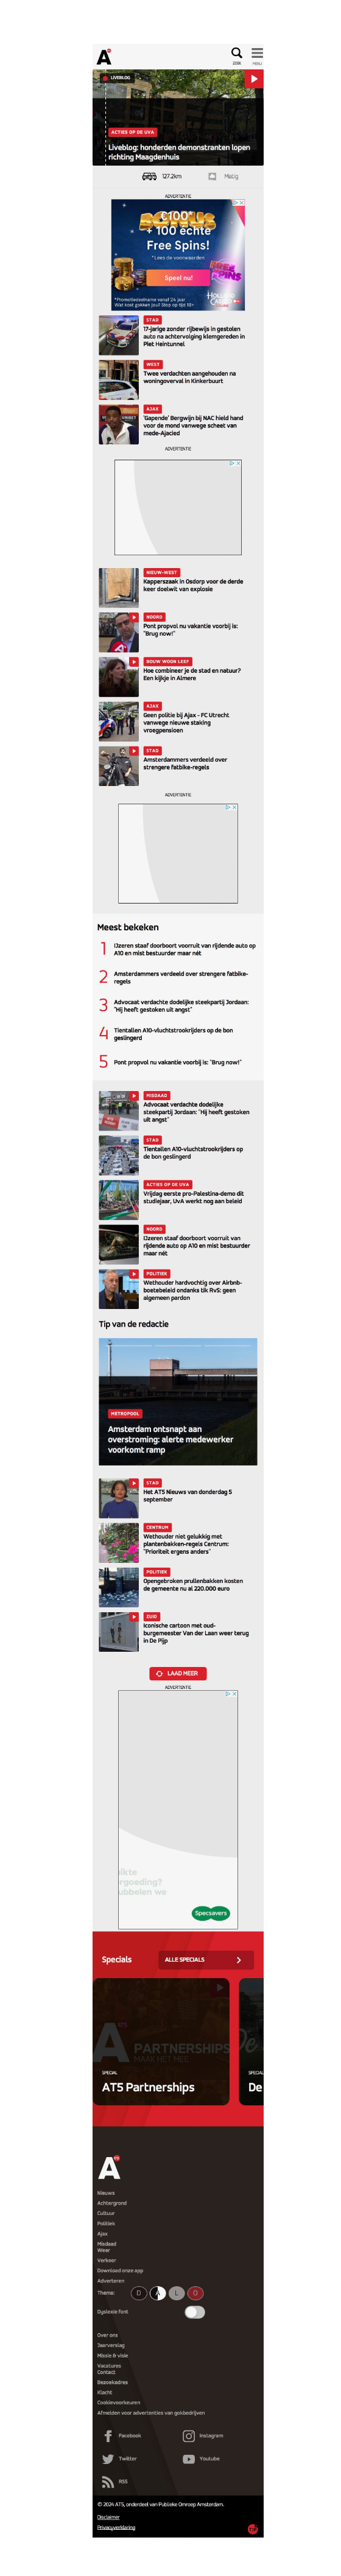 A
ZOEK
MENU
LIVEBLOG
ACTIES OP DE UVA
Liveblog: honderden demonstranten lopen
richting Maagdenhuis
127.2km
Matig
ADVERTENTIE
BONUS
€100*
+ 100 echte
Free Spins!
*Lees de voorwaarden
Speel nu!
*Promotiemateriaal vanaf 24 jaar
Wat kost gokken jou? Stop op tijd 18+
STAD
17-jarige zonder rijbewijs in gestolen
auto na achtervolging klemgereden in
Piet Heintunnel
WEST
Twee verdachten aangehouden na
woningoverval in Kinkerbuurt
AJAX
'Gapende' Bergwijn bij NAC hield hand
voor de mond vanwege scheet van
mede-Ajacied
ADVERTENTIE
NIEUW-WEST
Kapperszaak in Osdorp voor de derde
keer doelwit van explosie
NOORD
Pont propvol nu vakantie voorbij is:
"Brug now!"
BOUW WOON LEEF
Hoe combineer je de stad en natuur?
Een kijkje in Almere
AJAX
Geen politie bij Ajax - FC Utrecht
vanwege nieuwe staking
vroegpensioen
STAD
Amsterdammers verdeeld over
strengere fatbike-regels
ADVERTENTIE
Meest bekeken
1 IJzeren staaf doorboort voorruit van rijdende auto op
A10 en mist bestuurder maar nét
2 Amsterdammers verdeeld over strengere fatbike-
regels
3 Advocaat verdachte dodelijke steekpartij Jordaan:
"Hij heeft gestoken uit angst"
4 Tientallen A10-vluchtstrookrijders op de bon
geslingerd
5 Pont propvol nu vakantie voorbij is: "Brug now!"
MISDAAD
Advocaat verdachte dodelijke
steekpartij Jordaan: "Hij heeft gestoken
uit angst"
STAD
Tientallen A10-vluchtstrookrijders op
de bon geslingerd
ACTIES OP DE UVA
Vrijdag eerste pro-Palestina-demo dit
studiejaar, UvA werkt nog aan beleid
NOORD
IJzeren staaf doorboort voorruit van
rijdende auto op A10 en mist bestuurder
maar nét
POLITIEK
Wethouder hardvochtig over Airbnb-
boetebeleid ondanks tik RvS: geen
algemeen pardon
Tip van de redactie
METROPOOL
Amsterdam ontsnapt aan
overstroming: alerte medewerker
voorkomt ramp
STAD
Het AT5 Nieuws van donderdag 5
september
CENTRUM
Wethouder niet gelukkig met
plantenbakken-regels Centrum:
"Prioriteit ergens anders"
POLITIEK
Opengebroken prullenbakken kosten
de gemeente nu al 220.000 euro
ZUID
Iconische cartoon met oud-
burgemeester Van der Laan weer terug
in De Pijp
LAAD MEER
ADVERTENTIE
ikte
rgoeding?
ubbelen we
Specsavers
Specials
ALLE SPECIALS
AT5 PARTNERSHIPS
MAAK HET MEE
SPECIAL
AT5 Partnerships
SPECIAL
De
A
Nieuws
Achtergrond
Cultuur
Politiek
Ajax
Misdaad
Weer
Verkeer
Download onze app
Adverteren
Thema:
D
A
L
O
Dyslexie font
Over ons
Jaarverslag
Missie & visie
Vacatures
Contact
Bezoekadres
Klacht
Cookievoorkeuren
Afmelden voor advertenties van gokbedrijven
Facebook
Instagram
Twitter
Youtube
RSS
© 2024 AT5, onderdeel van Publieke Omroep Amsterdam.
Disclaimer
Privacyverklaring
TIP